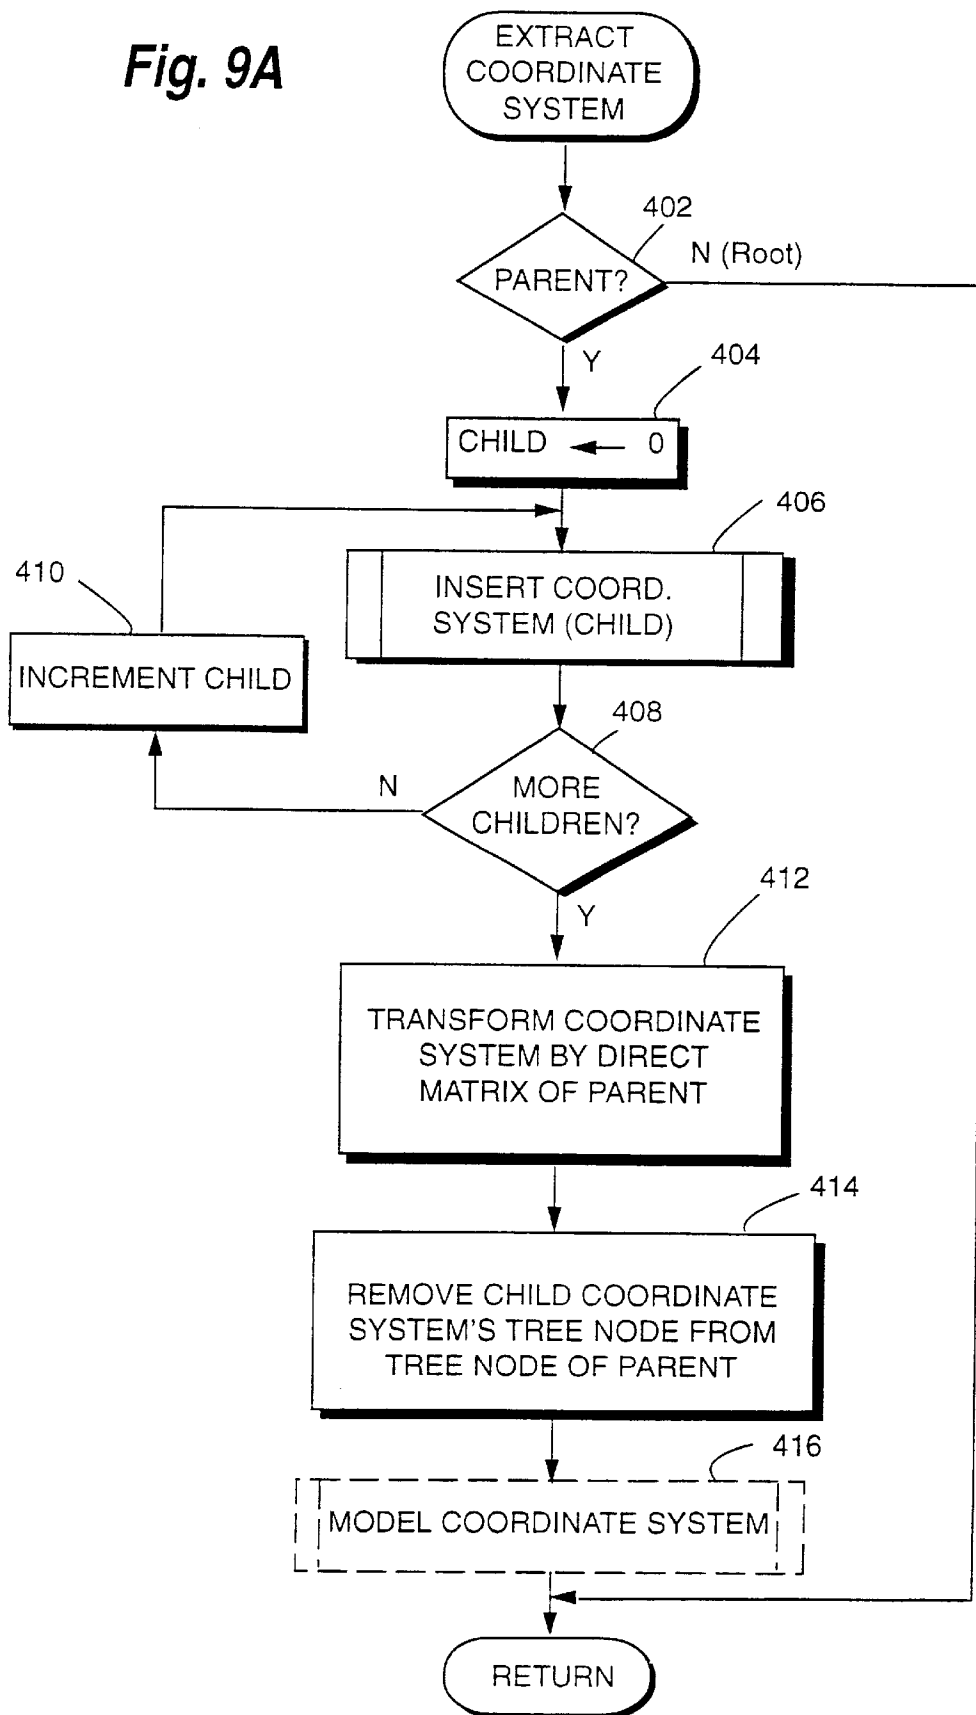 Fig. 9A
EXTRACT
COORDINATE
SYSTEM
402
N (Root)
PARENT?
Y
404
CHILD ← 0
406
INSERT COORD.
SYSTEM (CHILD)
410
INCREMENT CHILD
408
N
MORE
CHILDREN?
Y
412
TRANSFORM COORDINATE
SYSTEM BY DIRECT
MATRIX OF PARENT
414
REMOVE CHILD COORDINATE
SYSTEM'S TREE NODE FROM
TREE NODE OF PARENT
416
MODEL COORDINATE SYSTEM
RETURN